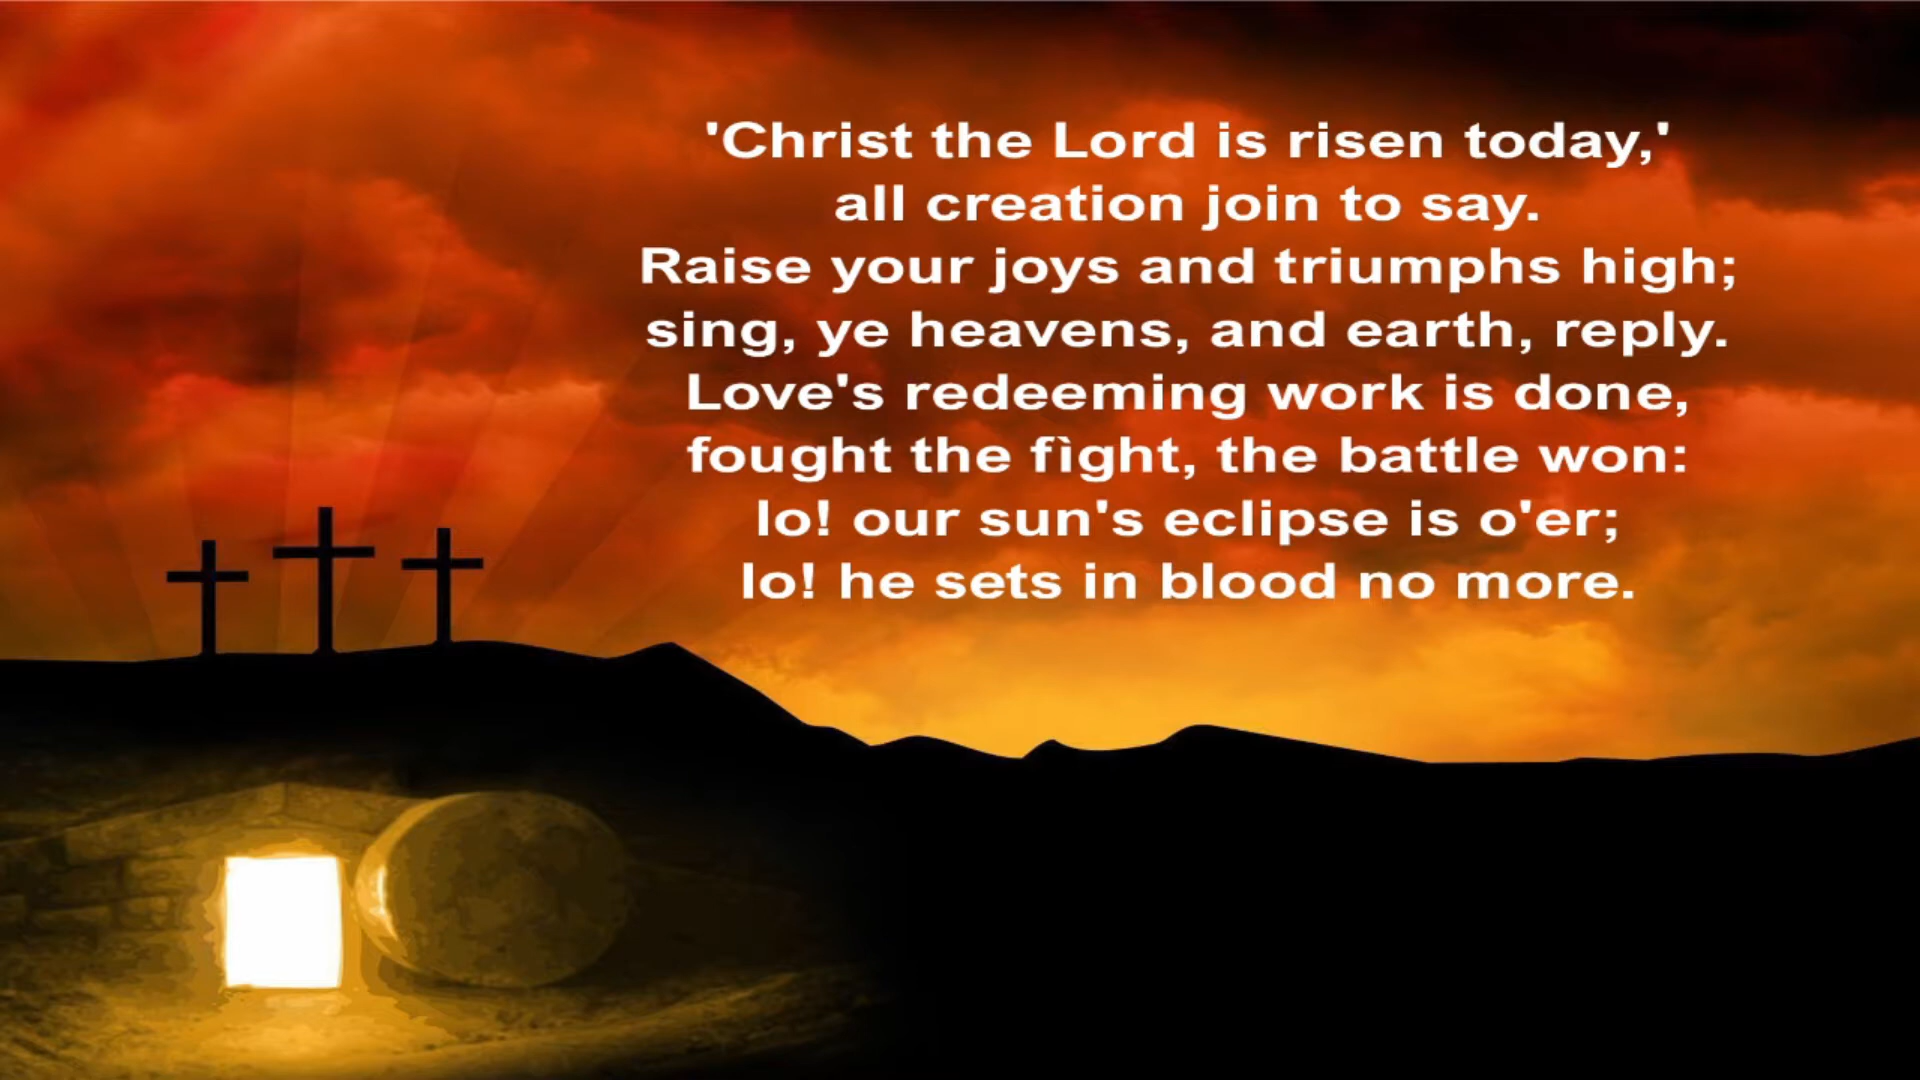 'Christ the Lord is risen today,'
all creation join to say.
Raise your joys and triumphs high;
sing, ye heavens, and earth, reply.
Love's redeeming work is done,
fought the fìght, the battle won:
lo! our sun's eclipse is o'er;
lo! he sets in blood no more.